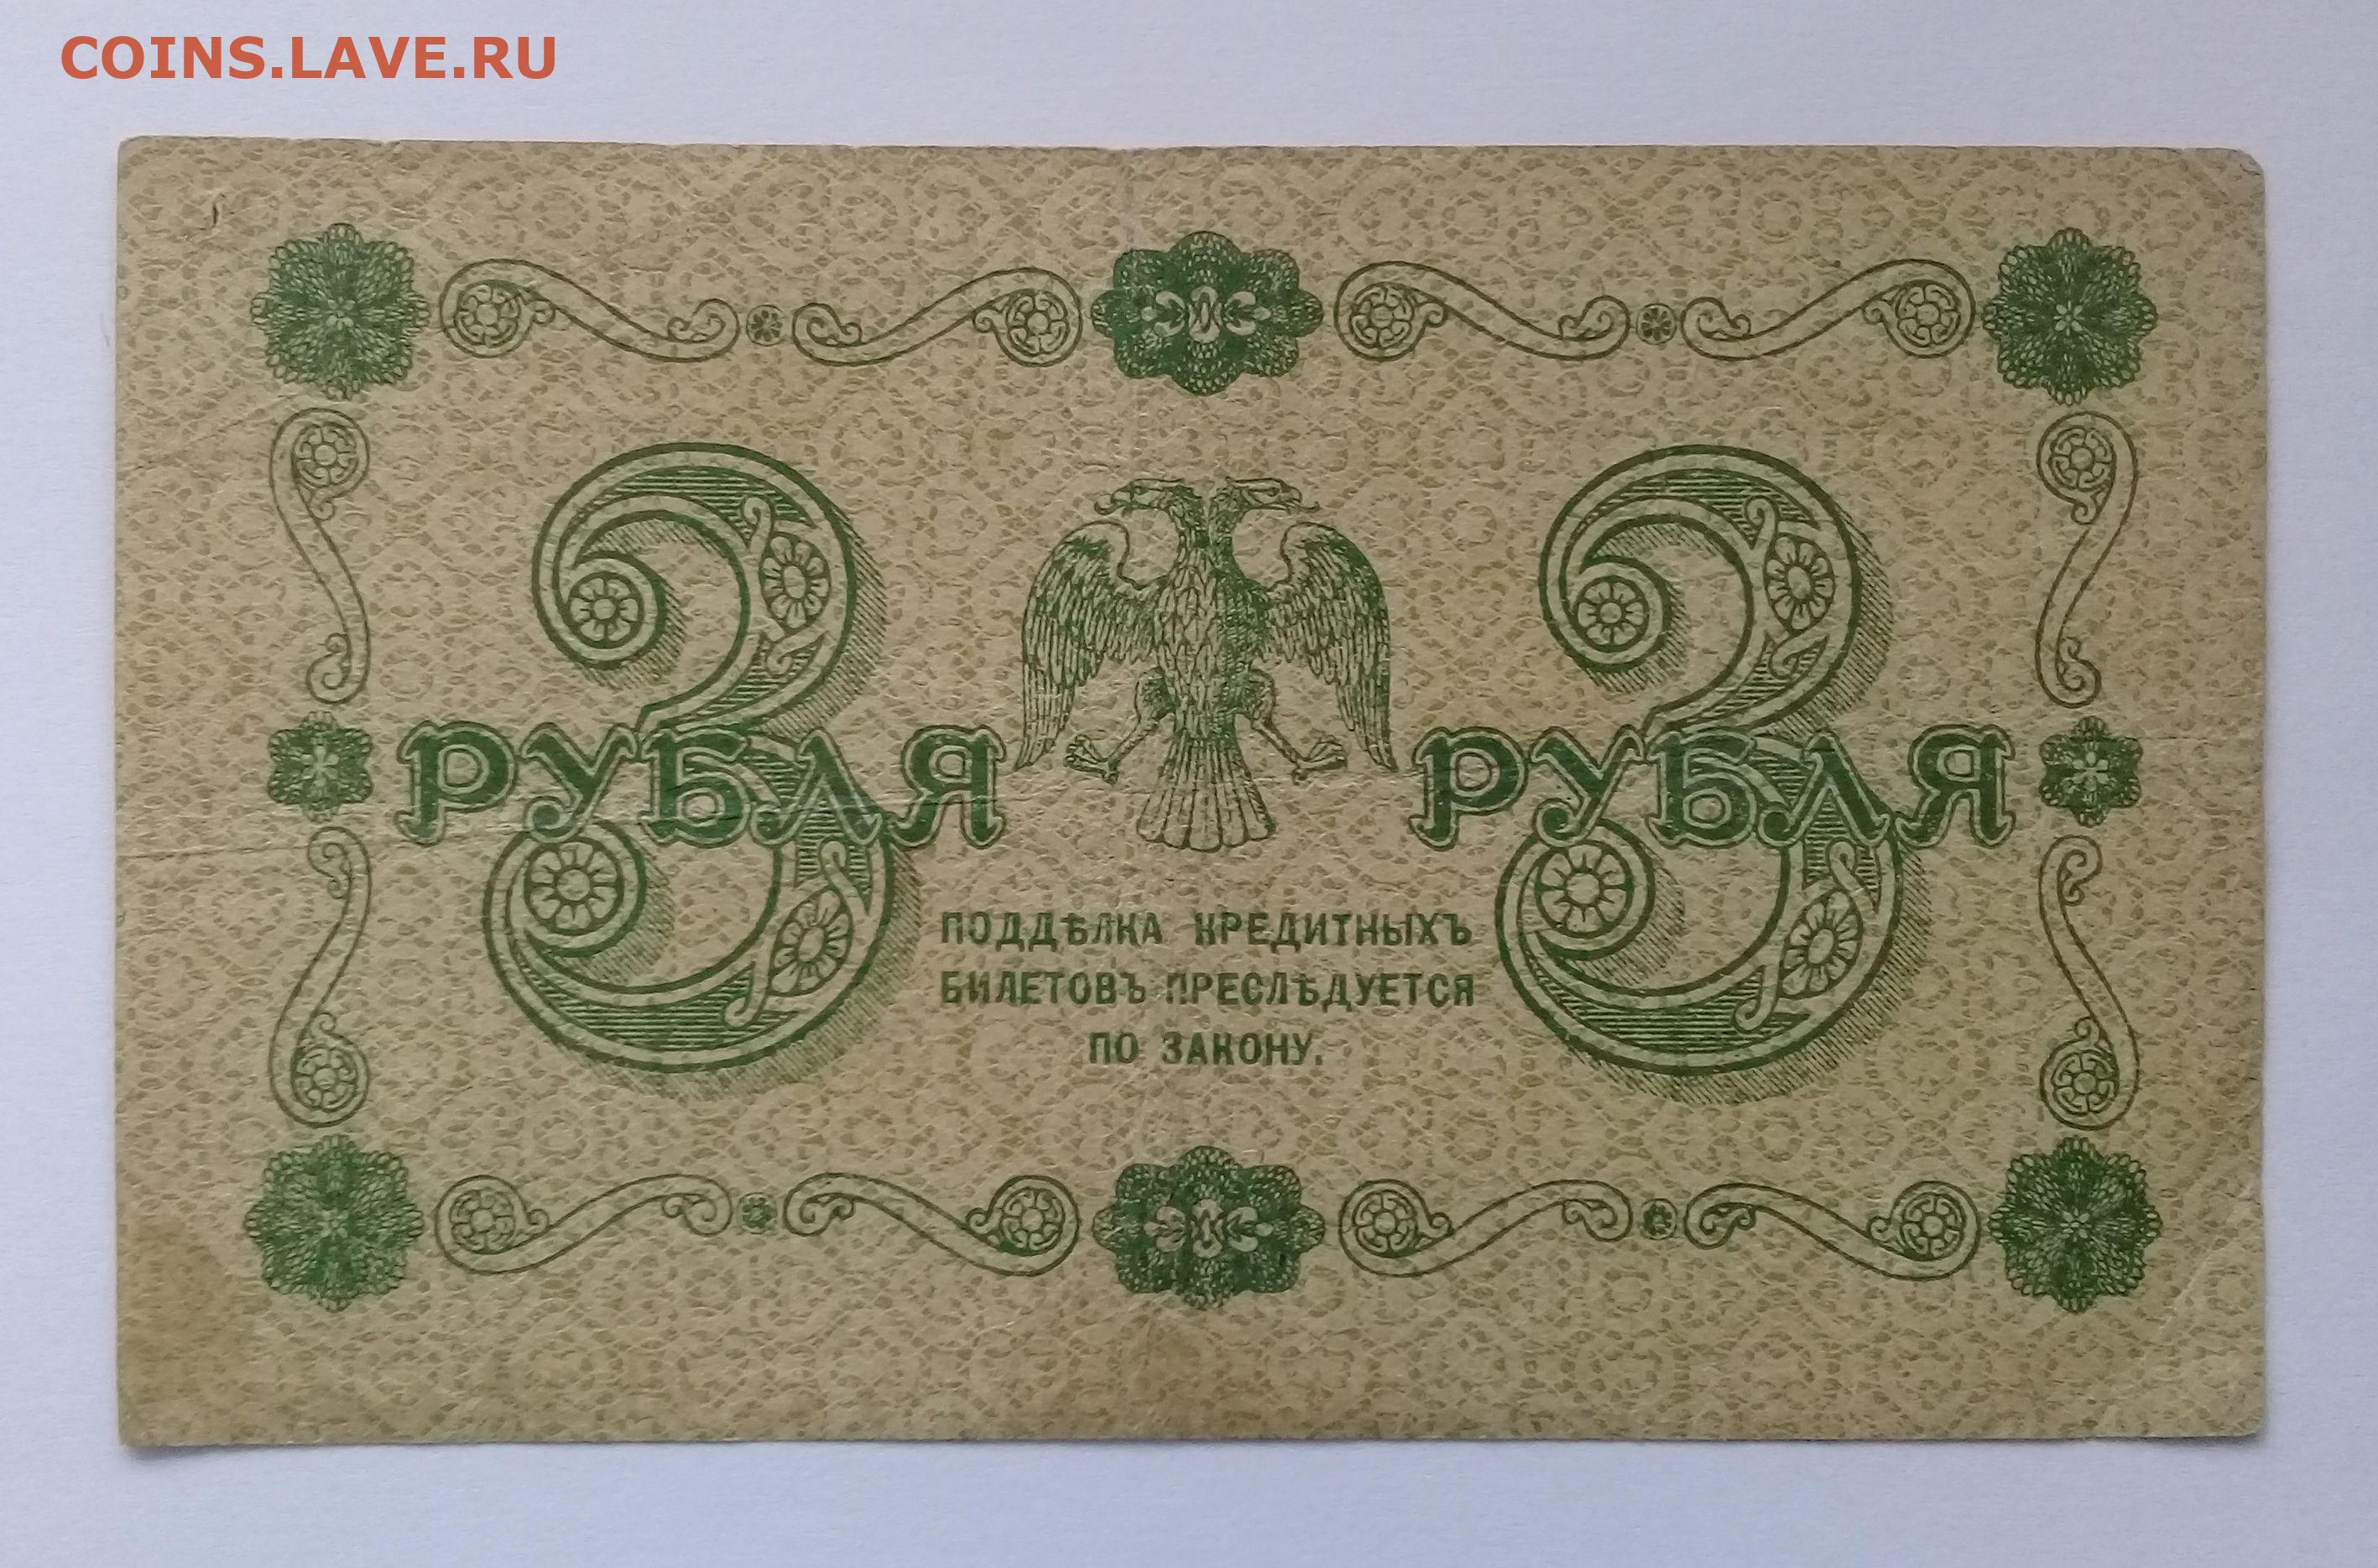 COINS.LAVE.RU
3 3
РУБЛЯ РУБЛЯ
ПОДДѢЛКА КРЕДИТНЫХЪ
БИЛЕТОВЪ ПРЕСЛѢДУЕТСЯ
ПО ЗАКОНУ.